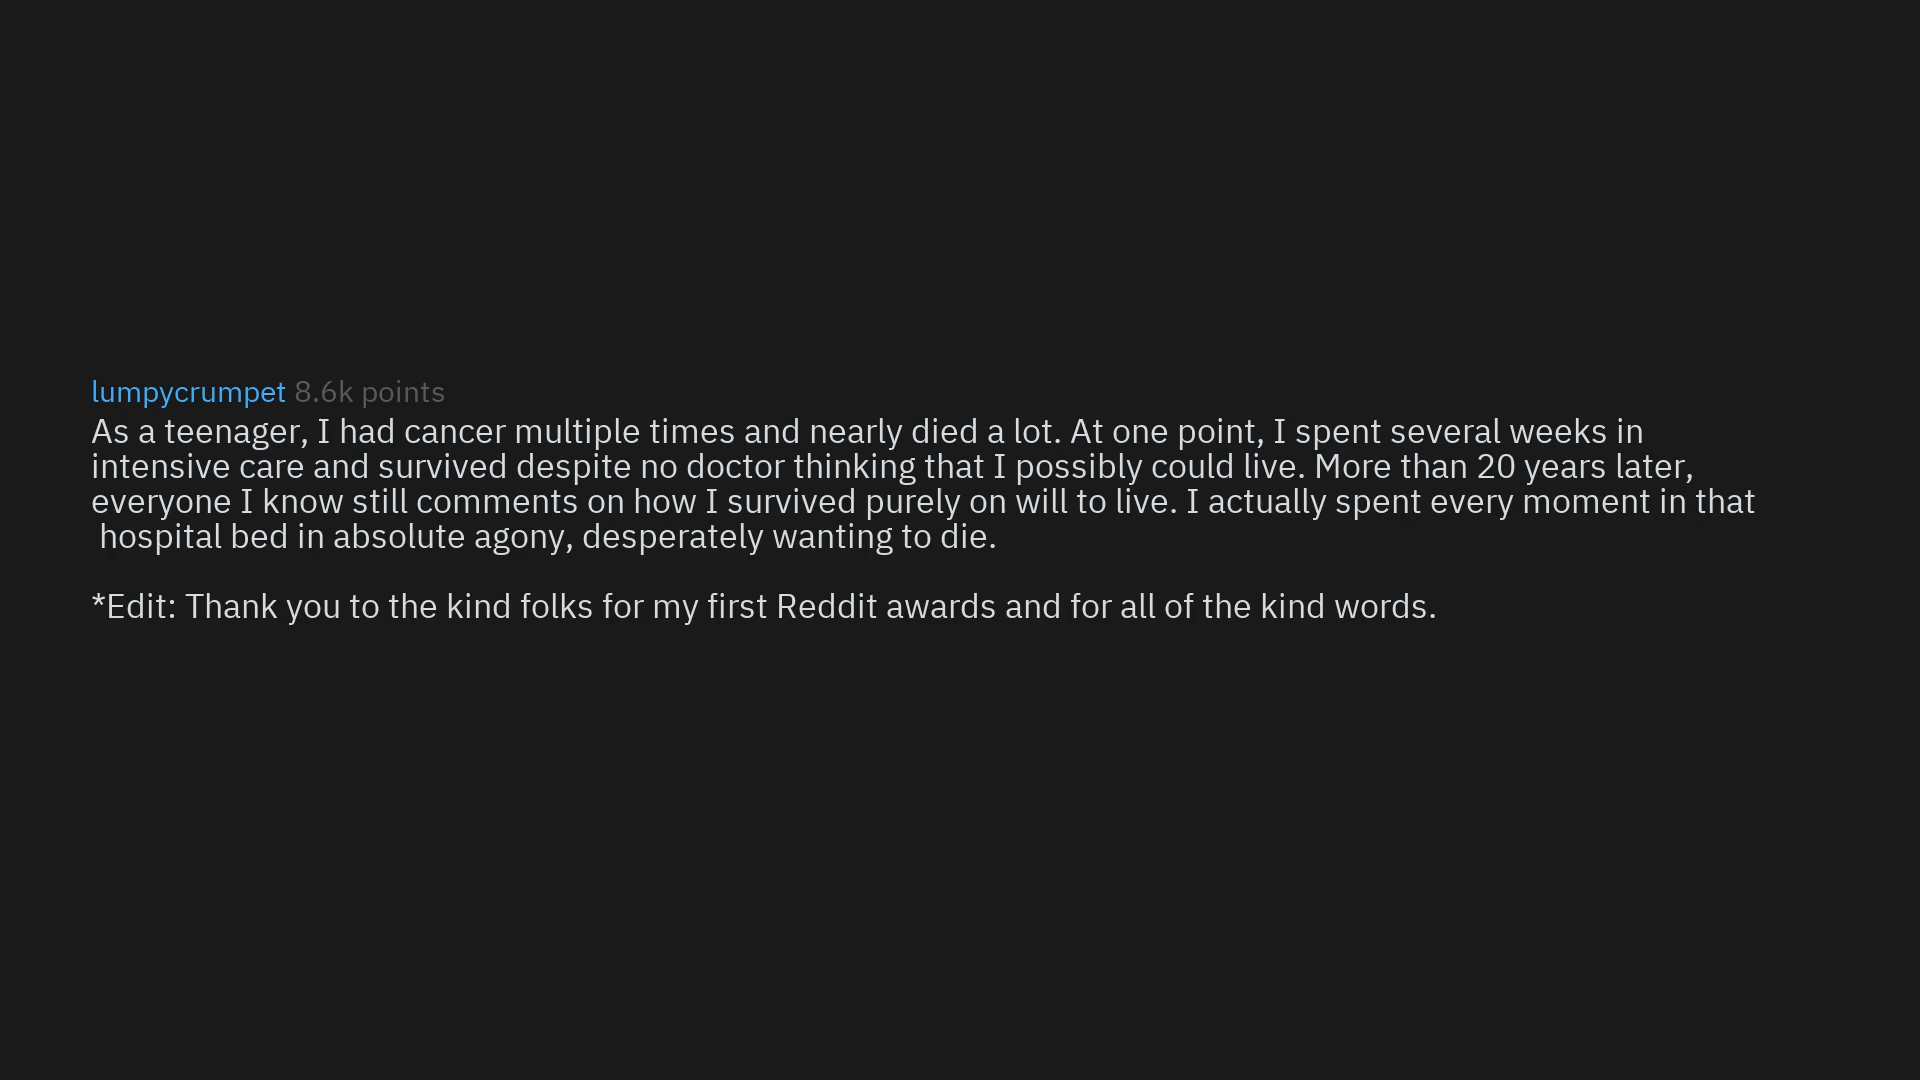 lumpycrumpet 8.6k points
As a teenager, I had cancer multiple times and nearly died a lot. At one point, I spent several weeks in
intensive care and survived despite no doctor thinking that I possibly could live. More than 20 years later,
everyone I know still comments on how I survived purely on will to live. I actually spent every moment in that
hospital bed in absolute agony, desperately wanting to die.
*Edit: Thank you to the kind folks for my first Reddit awards and for all of the kind words.